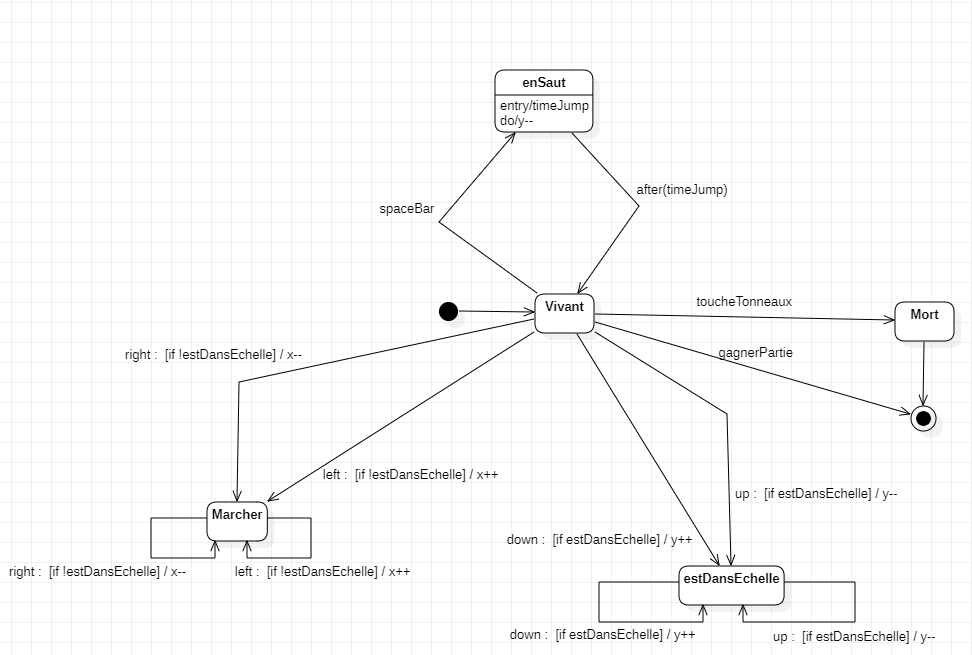 enSaut
entry/timeJump
do/y--
after(timeJump)
spaceBar
toucheTonneaux
Vivant
Mort
gagnerPartie
right :  [if !estDansEchelle] / x--
left :  [if !estDansEchelle] / x++
up :  [if estDansEchelle] / y--
Marcher
down :  [if estDansEchelle] / y++
right :  [if !estDansEchelle] / x--
left :  [if !estDansEchelle] / x++
estDansEchelle
down :  [if estDansEchelle] / y++
up :  [if estDansEchelle] / y--